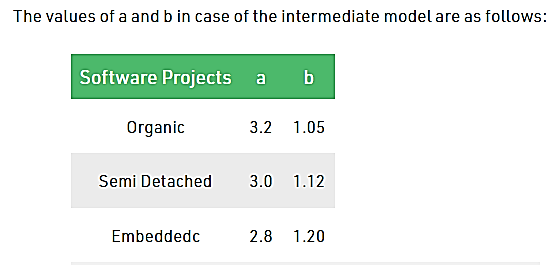 The values of a and b in case of the intermediate model are as follows:
Software Projects a b
Organic 3.2 1.05
Semi Detached 3.0 1.12
Embeddedc 2.8 1.20